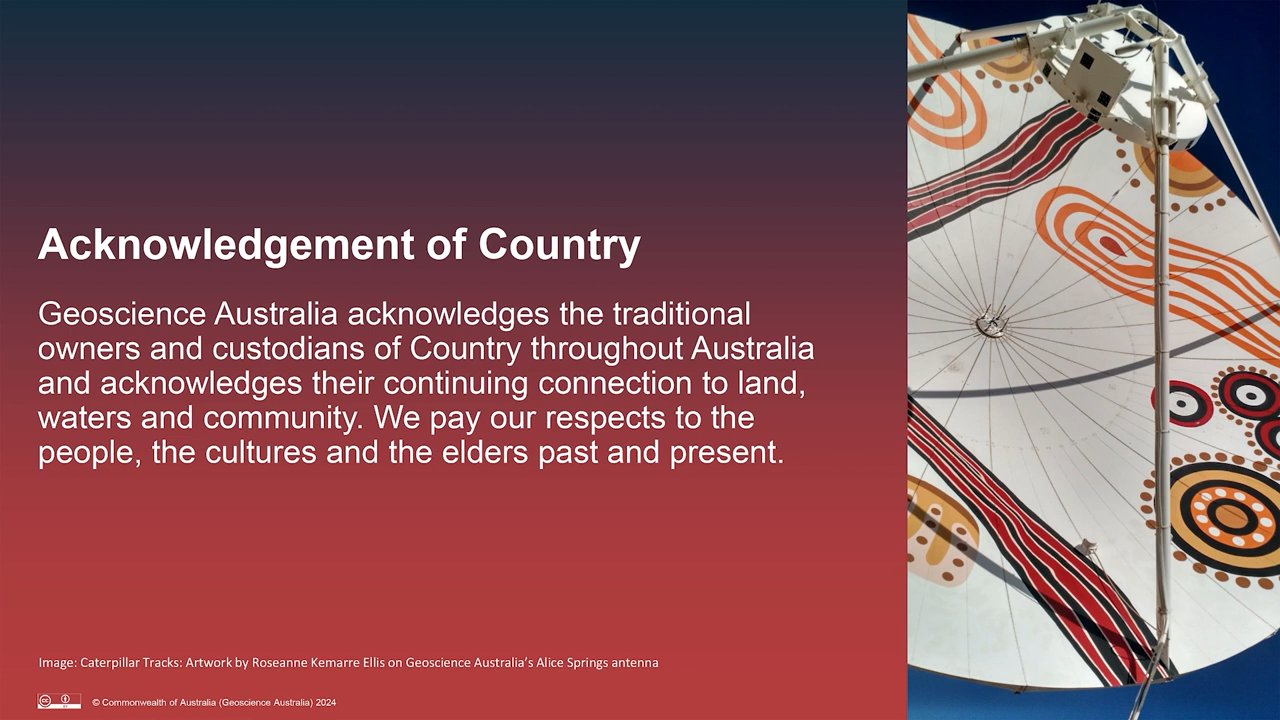 Acknowledgement of Country
Geoscience Australia acknowledges the traditional
owners and custodians of Country throughout Australia
and acknowledges their continuing connection to land,
waters and community. We pay our respects to the
people, the cultures and the elders past and present.
Image: Caterpillar Tracks: Artwork by Roseanne Kemarre Ellis on Geoscience Australia’s Alice Springs antenna
cc BY
© Commonwealth of Australia (Geoscience Australia) 2024